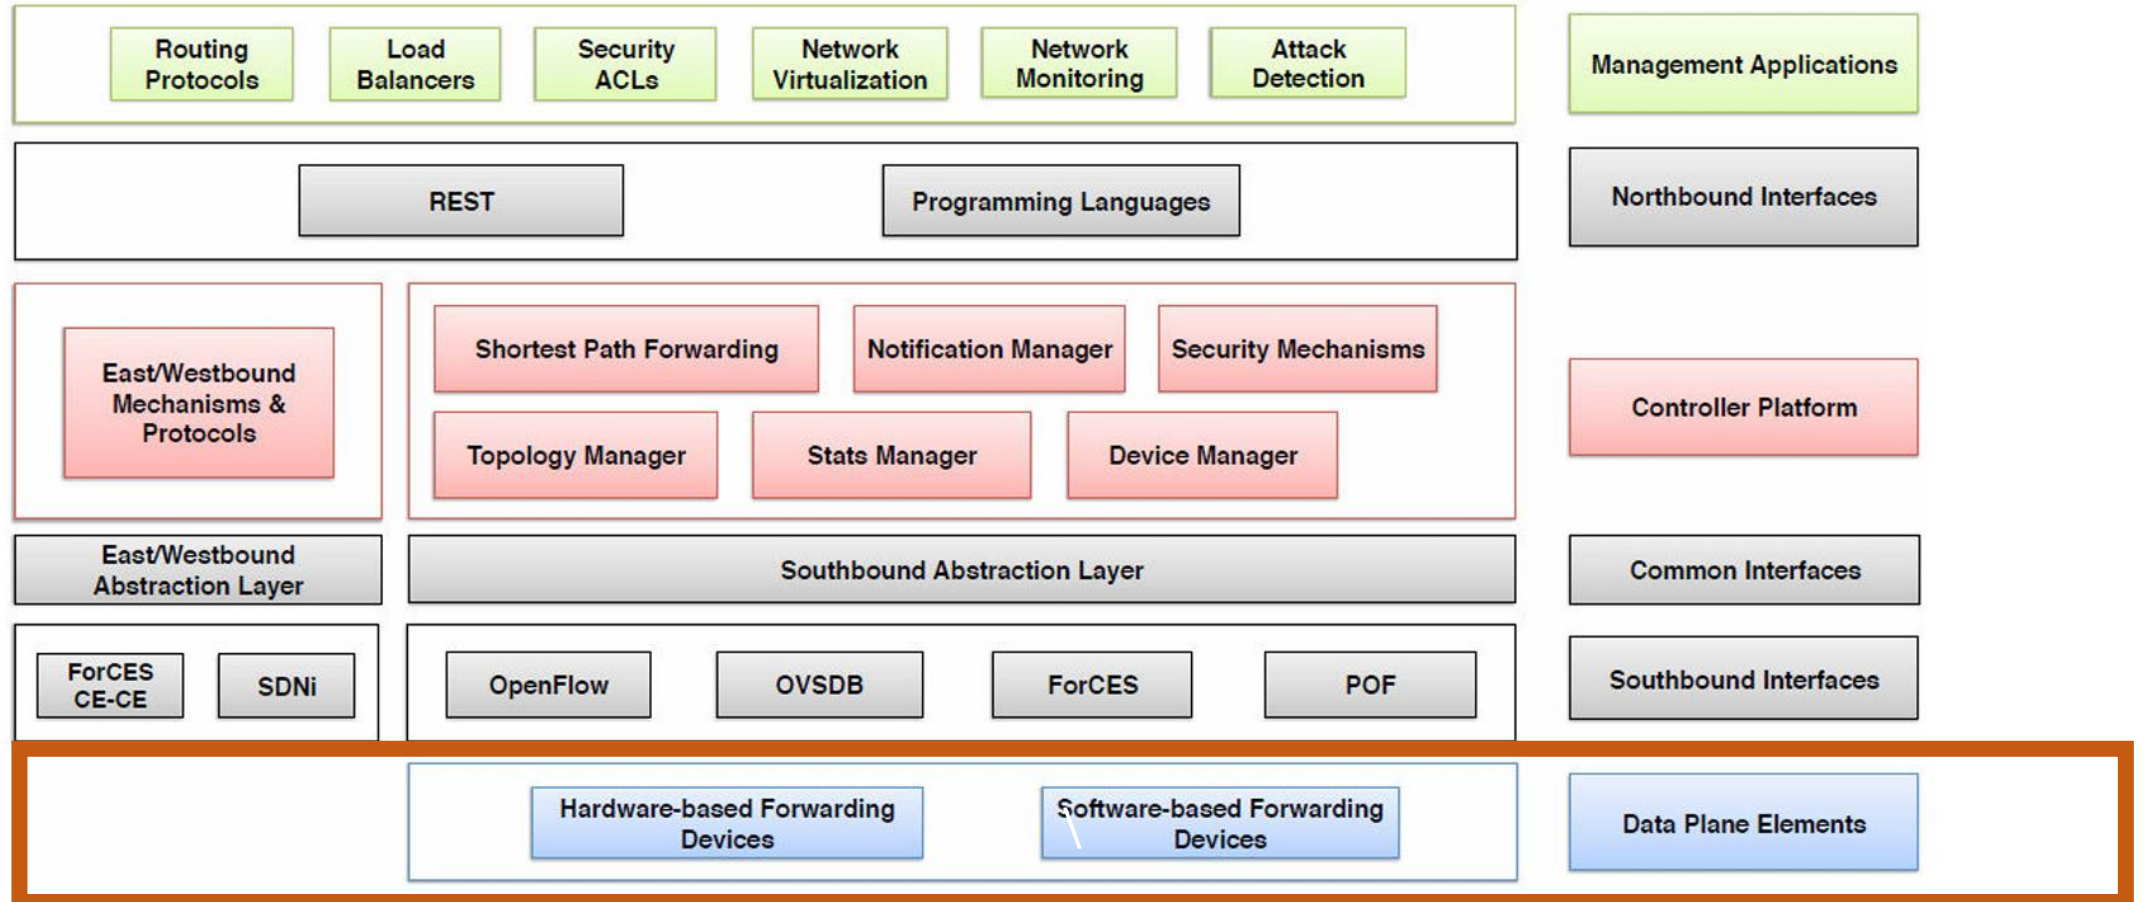 Routing
Protocols
Load
Balancers
Security
ACLs
Network
Virtualization
Network
Monitoring
Attack
Detection
Management Applications
REST
Programming Languages
Northbound Interfaces
East/Westbound
Mechanisms &
Protocols
Shortest Path Forwarding
Notification Manager
Security Mechanisms
Topology Manager
Stats Manager
Device Manager
Controller Platform
East/Westbound
Abstraction Layer
Southbound Abstraction Layer
Common Interfaces
ForCES
CE-CE
SDNi
OpenFlow
OVSDB
ForCES
POF
Southbound Interfaces
Hardware-based Forwarding
Devices
Software-based Forwarding
Devices
Data Plane Elements